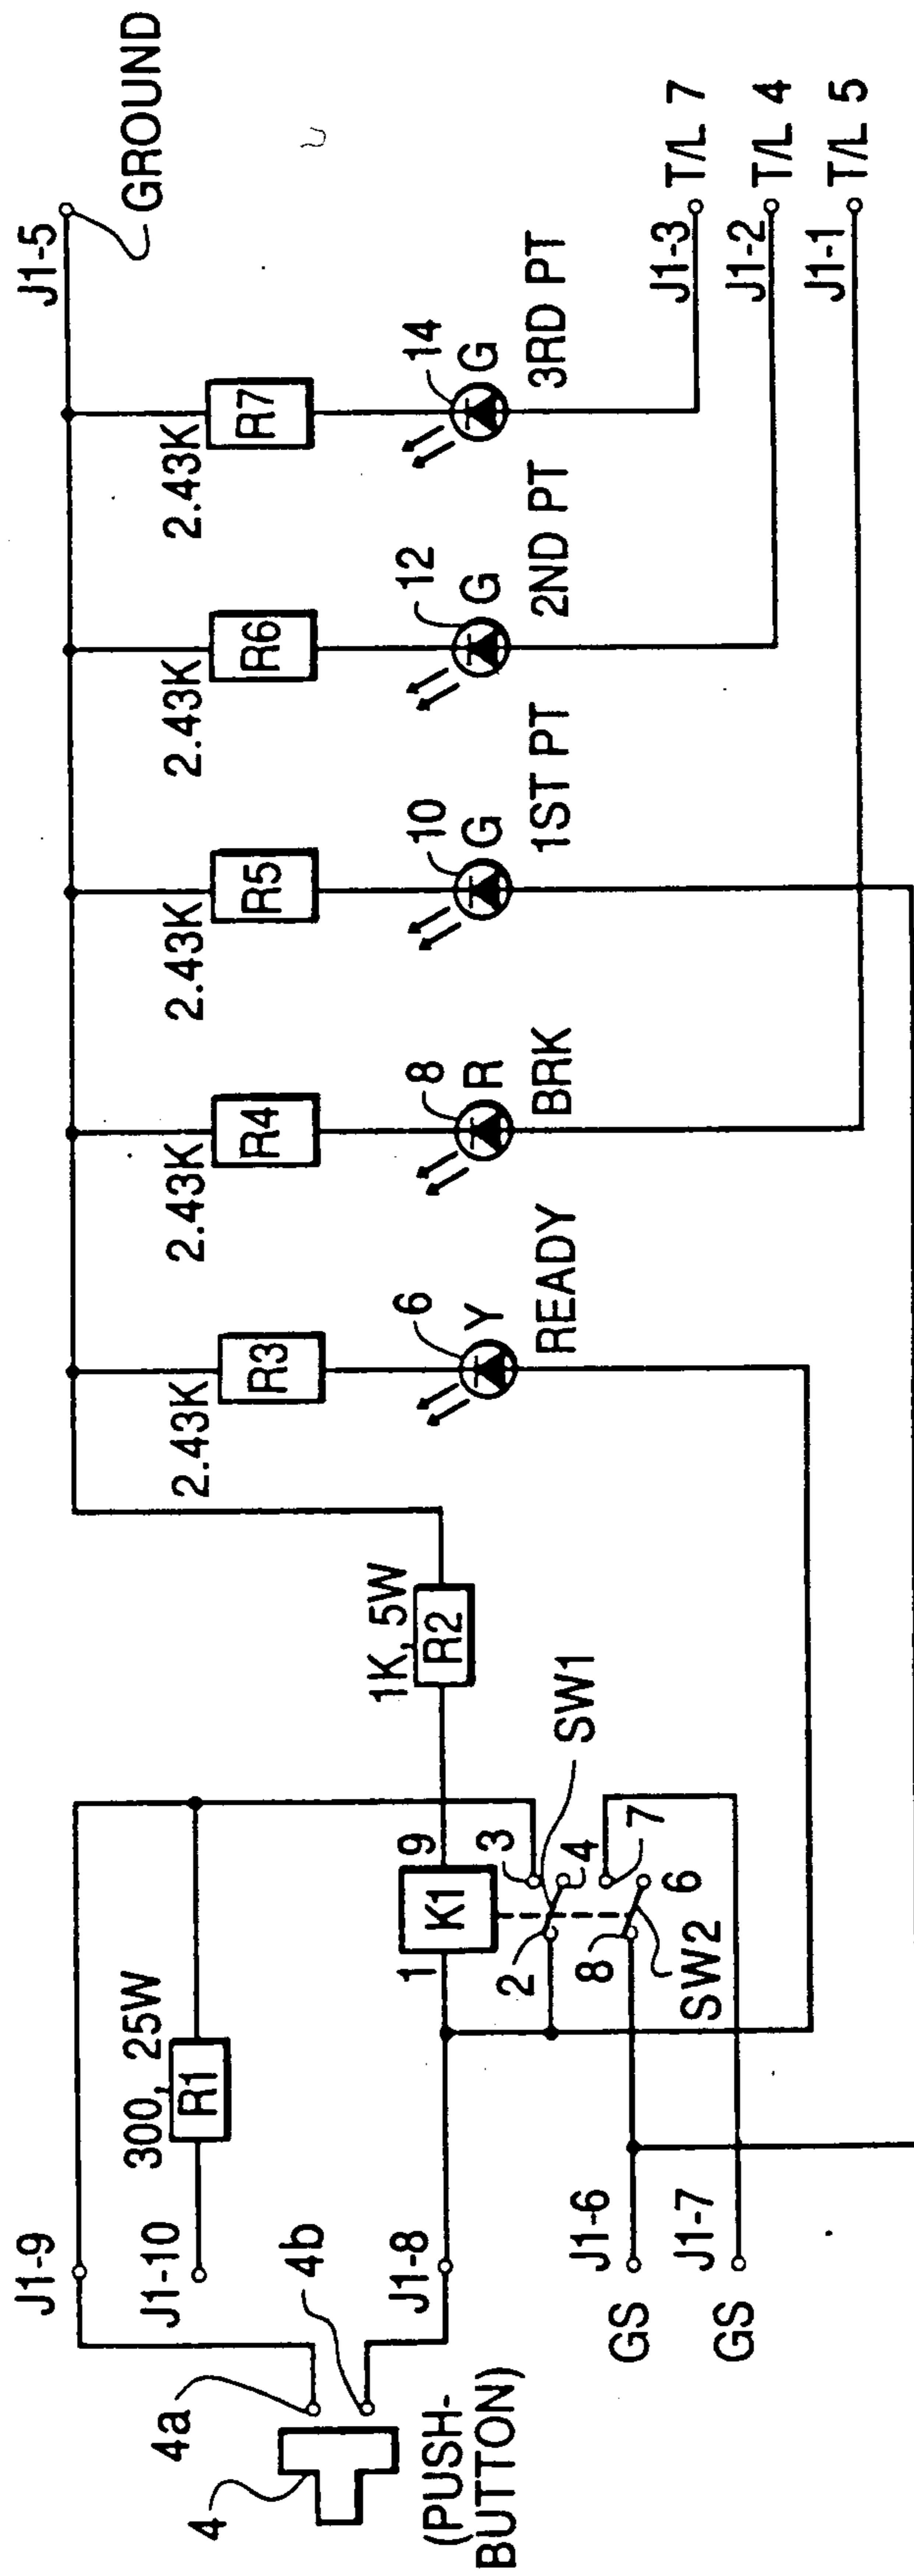 J1-9
J1-10
300, 25W
R1
4a
4b
4
(PUSH-
BUTTON)
J1-8
1
K1
9
1K, 5W
R2
2
3
4
SW1
8
7
6
SW2
J1-6
GS
J1-7
GS
2.43K
R3
6
Y
READY
2.43K
R4
8
R
BRK
2.43K
R5
10
G
1ST PT
2.43K
R6
12
G
2ND PT
2.43K
R7
14
G
3RD PT
J1-5
GROUND
J1-3
T/L 7
J1-2
T/L 4
J1-1
T/L 5